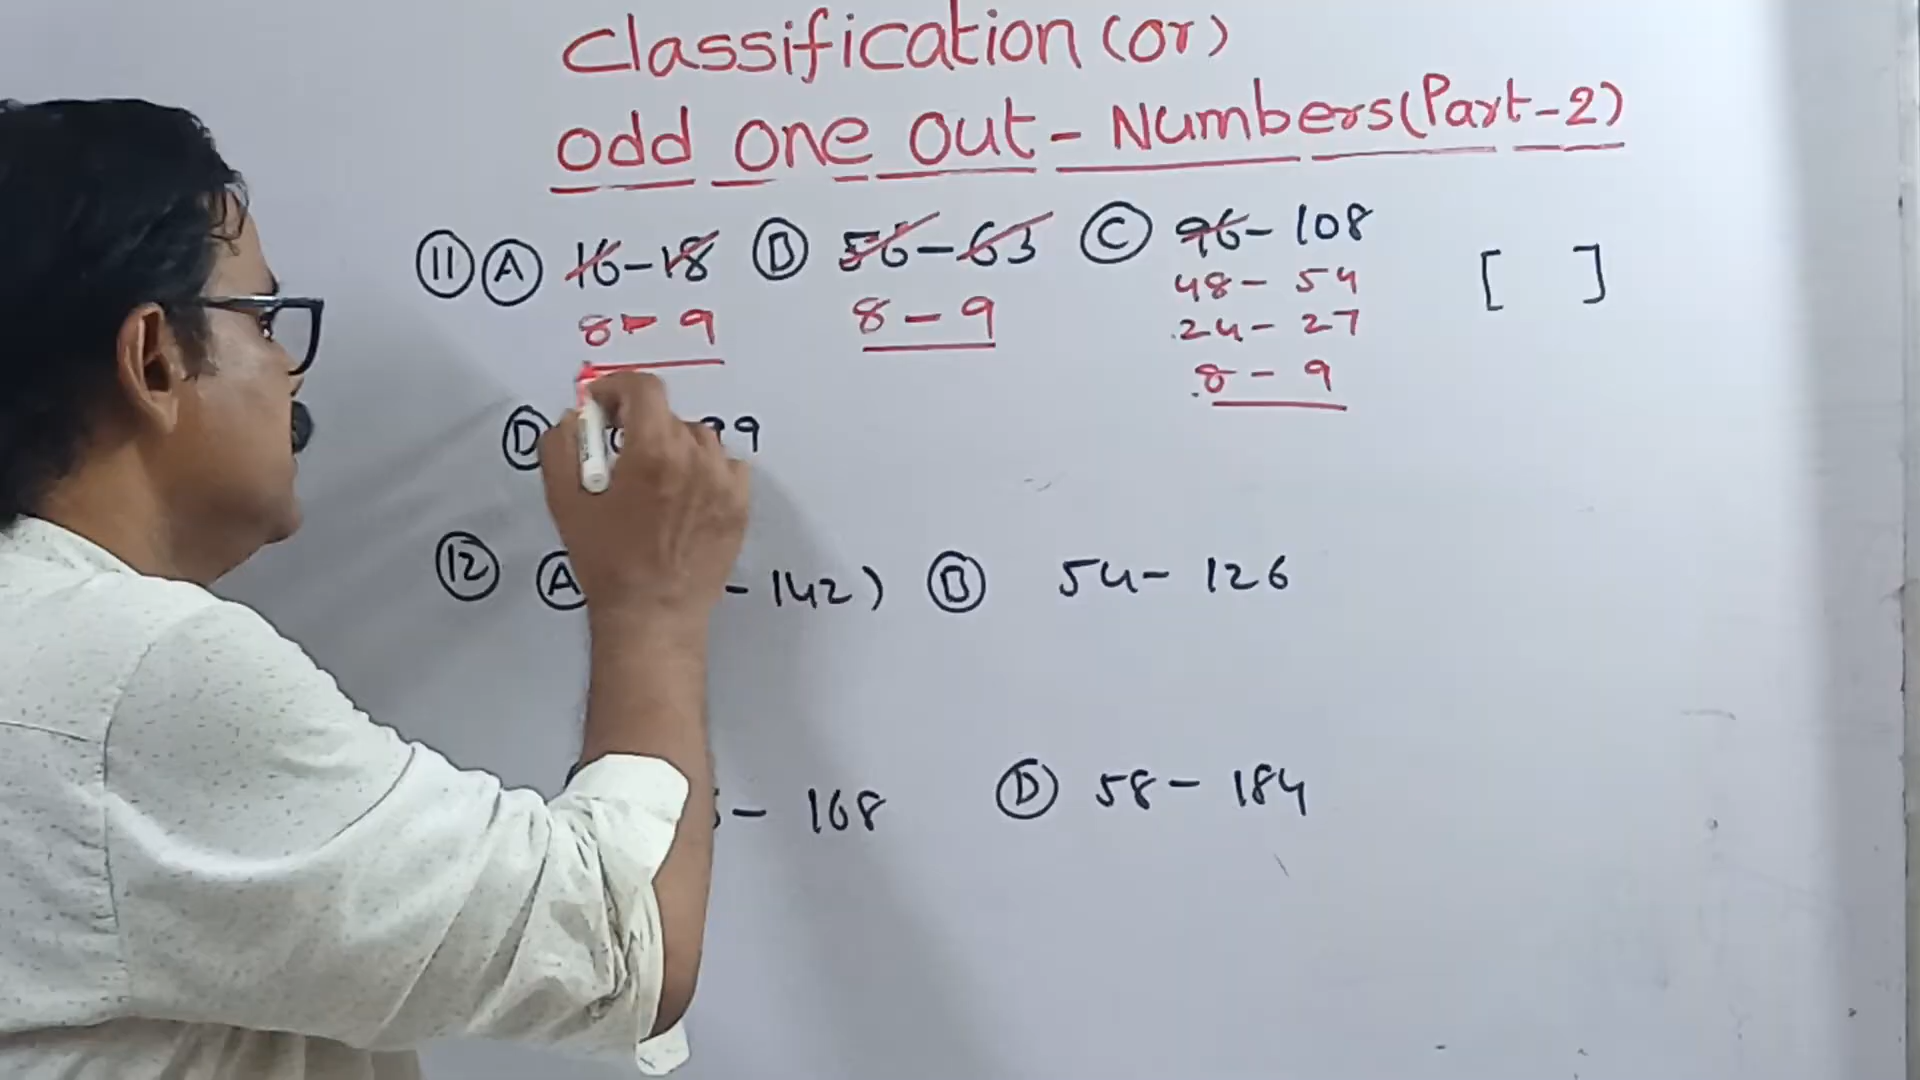 Classification (or)
odd one out - Numbers (Part-2)
11 A 16-18 B 56-63 C 96-108 [ ]
8-9 8-9 48-54
24-27
8-9
D 99
12 A - 142) B 54- 126
- 168 D 58- 184